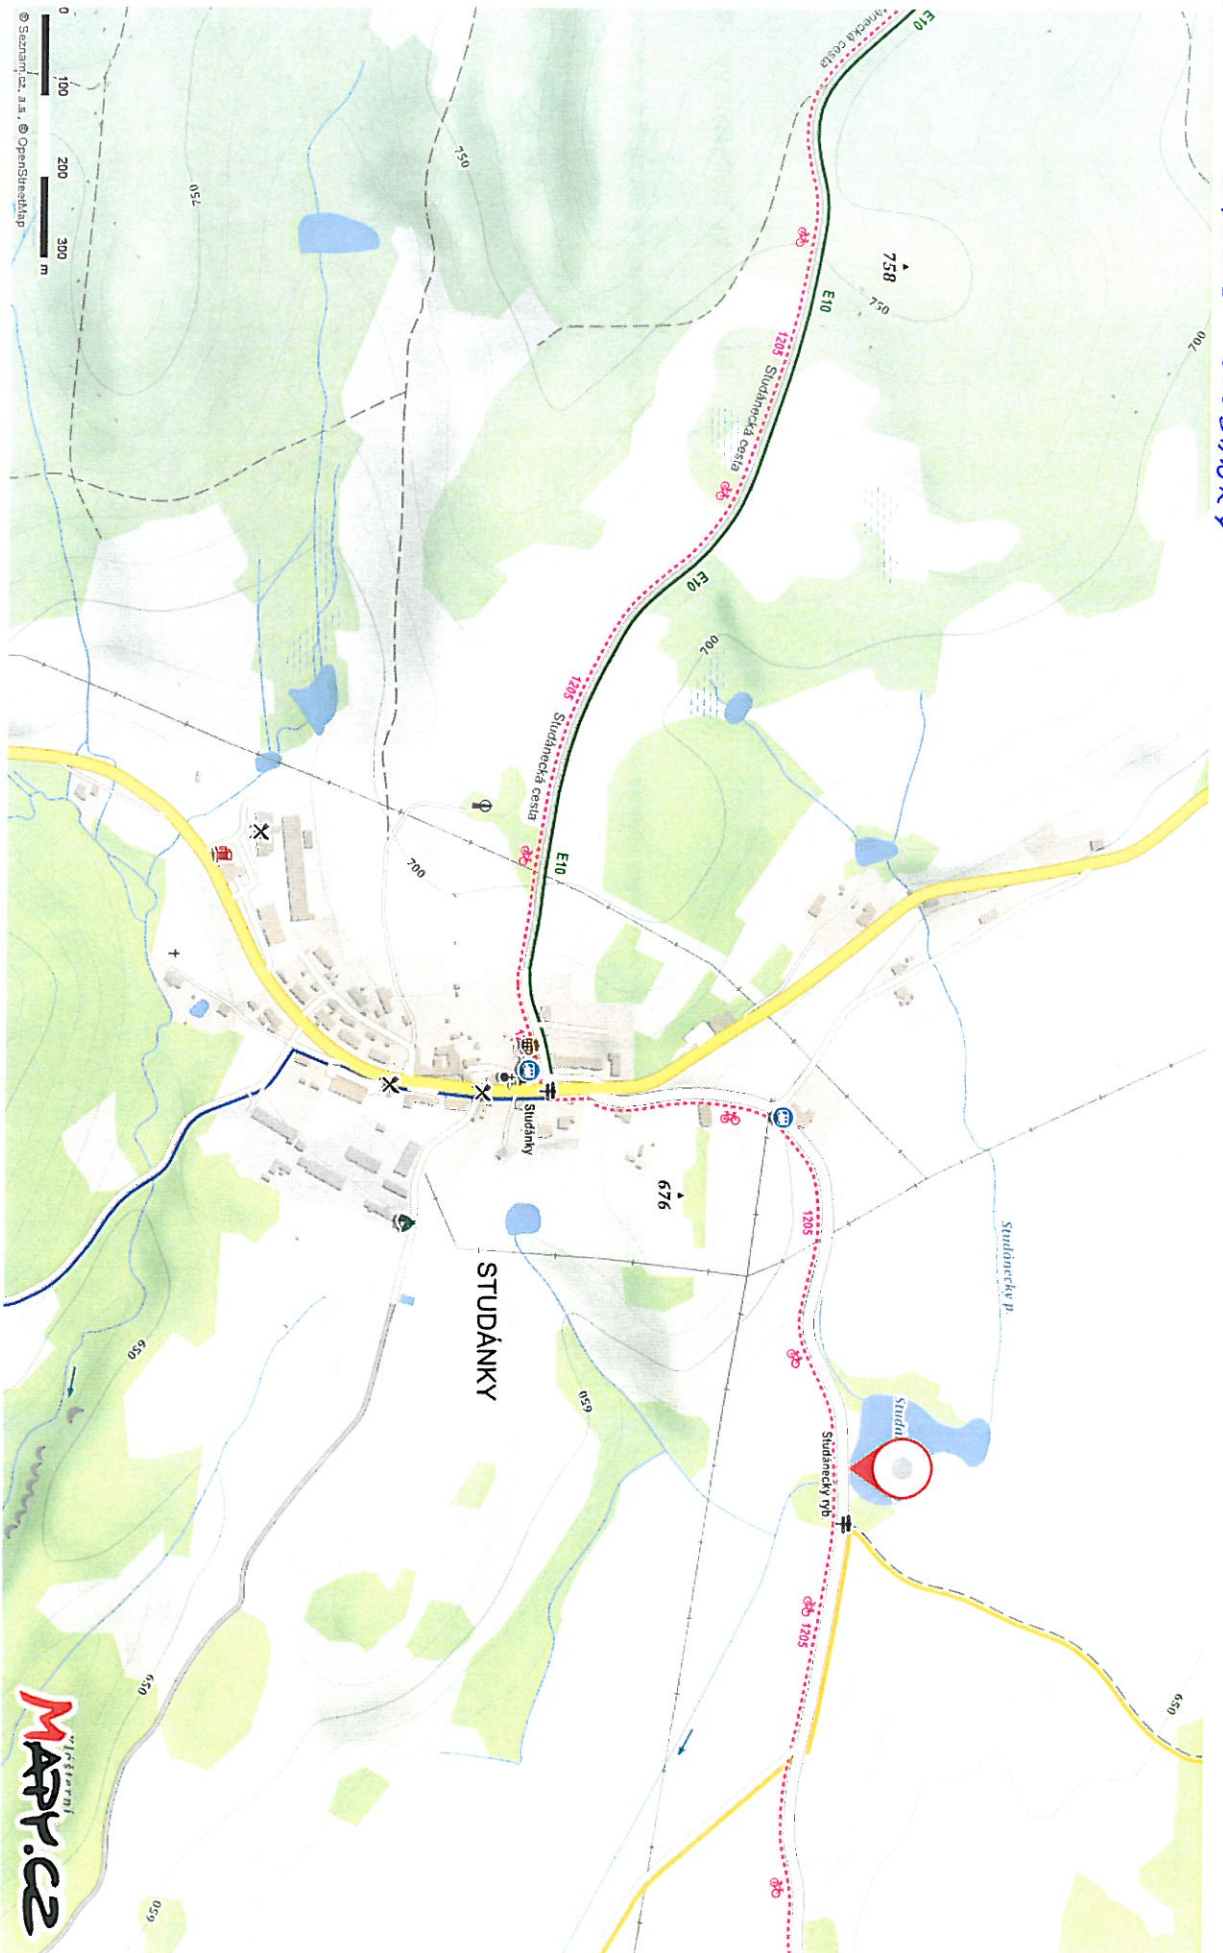 E10
758
750
E10
1205
Studánecká cesta
700
750
750
E10
700
1205
Studánecká cesta
E10
700
Studánky
676
1205
Studánecký p.
STUDÁNKY
650
650
Studánecký ryb.
1205
650
650
650
0 100 200 300 m
© Seznam.cz, a.s., © OpenStreetMap
MAPY.CZ